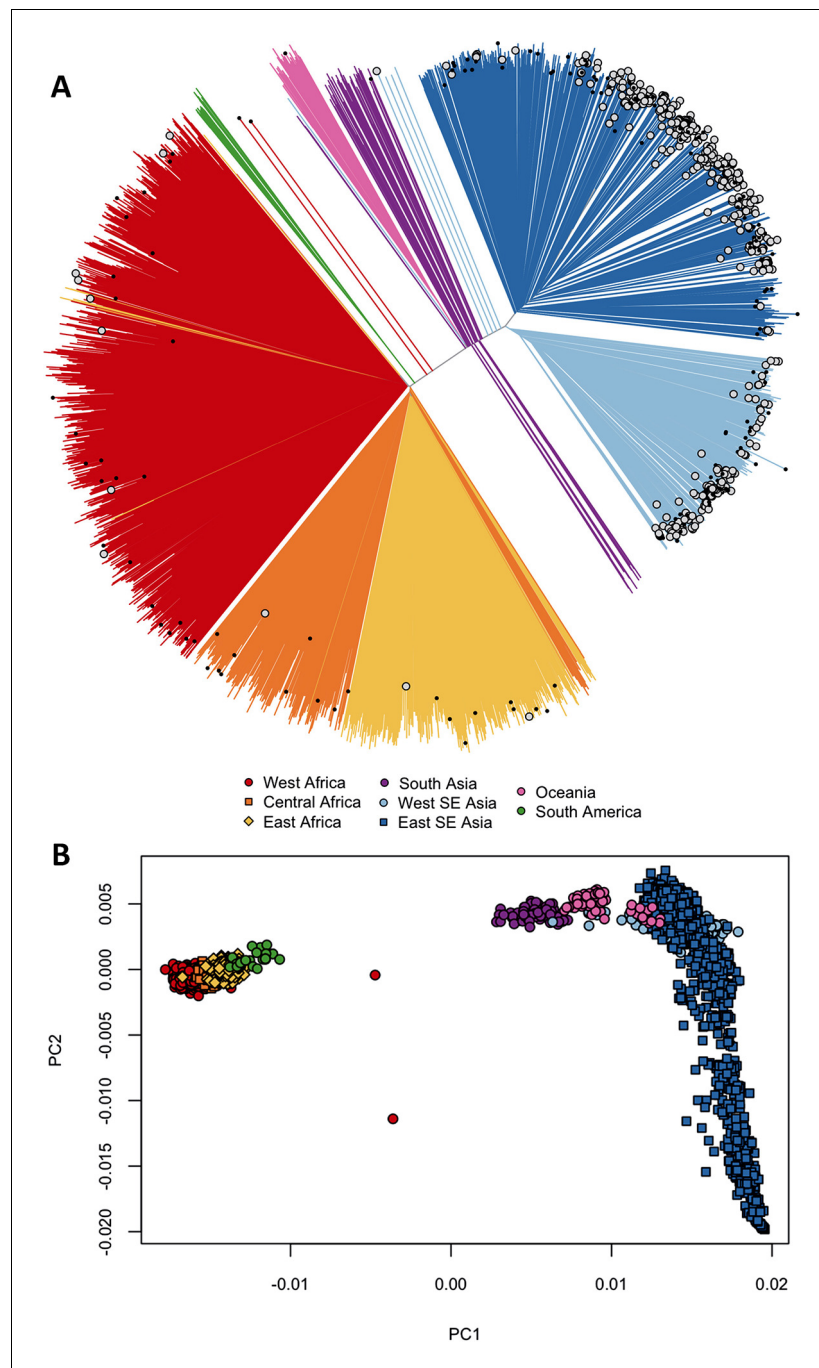 A
West Africa South Asia Oceania
Central Africa West SE Asia South America
East Africa East SE Asia
B
0.005
0.000
-0.005
-0.010
-0.015
-0.020
PC2
-0.01 0.00 0.01 0.02
PC1